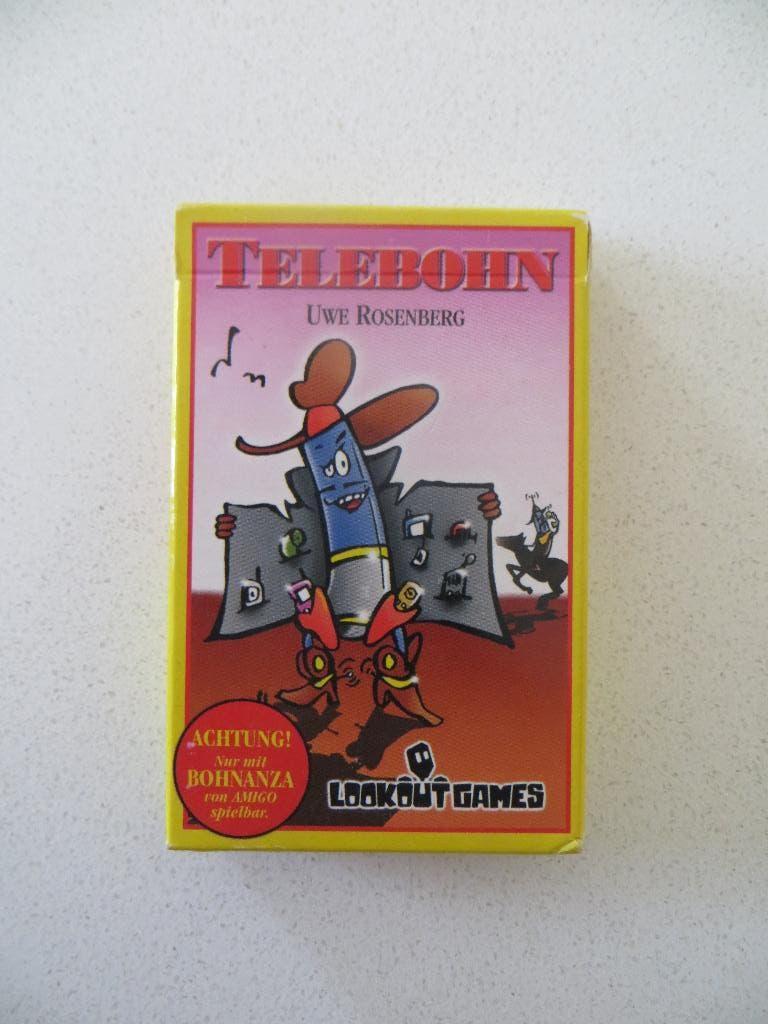 TELEBOHN
UWE ROSENBERG
ACHTUNG!
Nur mit
BOHNANZA
von AMIGO
spielbar.
LOOKOUT GAMES